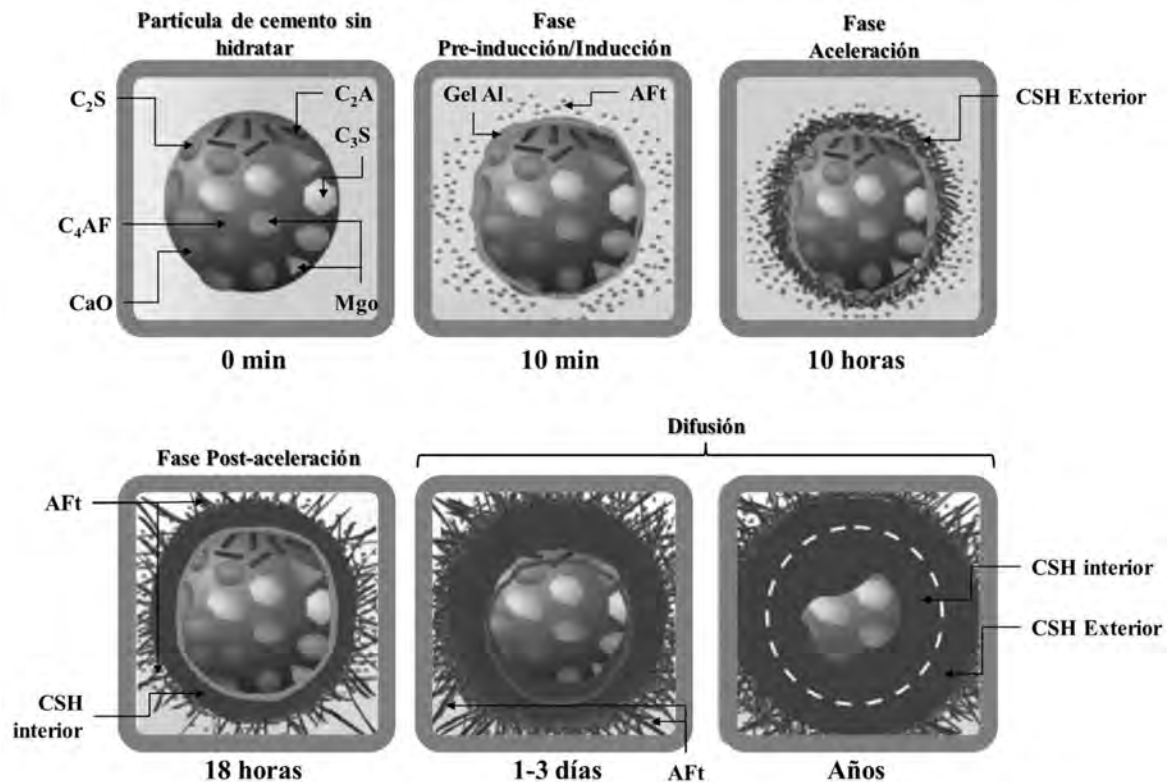 Partícula de cemento sin
hidratar
Fase
Pre-inducción/Inducción
Fase
Aceleración
C₂S
C₂A
C₃S
C₄AF
CaO
Mgo
Gel Al
AFt
CSH Exterior
0 min
10 min
10 horas
Difusión
Fase Post-aceleración
AFt
CSH
interior
CSH interior
CSH Exterior
AFt
18 horas
1-3 días
Años